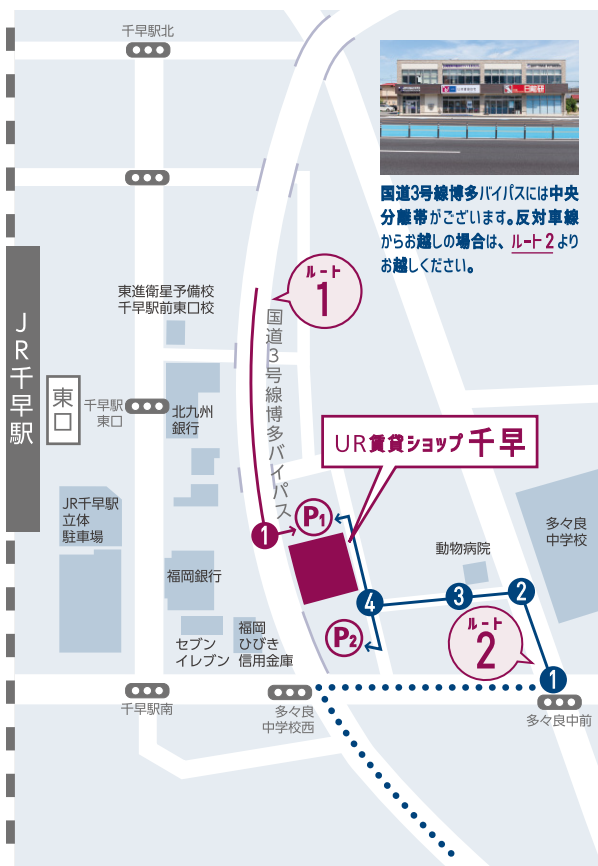 千早駅北
国道3号線博多バイパスには中央
分離帯がございます。反対車線
からお越しの場合は、ルート2より
お越しください。
ルート
1
東進衛星予備校
千早駅前東口校
国道3号線博多バイパス
JR千早駅
東口
千早駅
東口
北九州
銀行
UR賃貸ショップ 千早
JR千早駅
立体
駐車場
1
P1
多々良
中学校
動物病院
福岡銀行
4
3
2
P2
ルート
2
セブン
イレブン
福岡
ひびき
信用金庫
1
千早駅南
多々良
中学校西
多々良中前
日能研